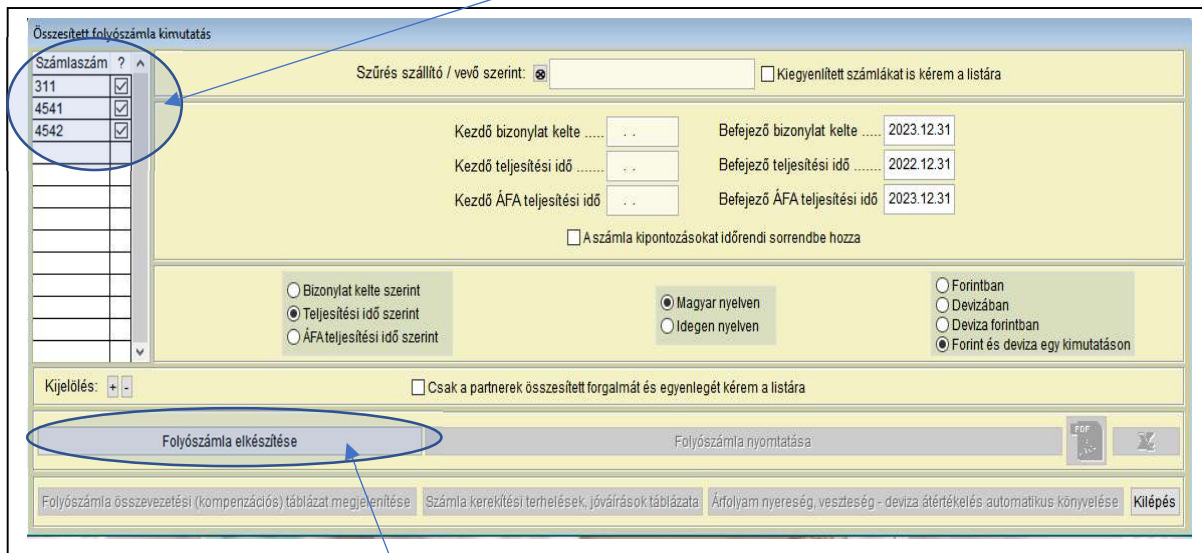 Összesített folyószámla kimutatás
Számlaszám ?
311
4541
4542
Szűrés szállító / vevő szerint:
Kiegyenlített számlákat is kérem a listára
Kezdő bizonylat kelte ..... . . Befejező bizonylat kelte ..... 2023.12.31
Kezdő teljesítési idő ....... . . Befejező teljesítési idő ....... 2022.12.31
Kezdő ÁFA teljesítési idő . . Befejező ÁFA teljesítési idő 2023.12.31
A számla kipontozásokat időrendi sorrendbe hozza
Bizonylat kelte szerint
Teljesítési idő szerint
ÁFA teljesítési idő szerint
Magyar nyelven
Idegen nyelven
Forintban
Devizában
Deviza forintban
Forint és deviza egy kimutatáson
Kijelölés: + -
Csak a partnerek összesített forgalmát és egyenlegét kérem a listára
Folyószámla elkészítése
Folyószámla nyomtatása
PDF
Folyószámla összevezetési (kompenzációs) táblázat megjelenítése
Számla kerekítési terhelések, jóváírások táblázata
Árfolyam nyereség, veszteség - deviza átértékelés automatikus könyvelése
Kilépés